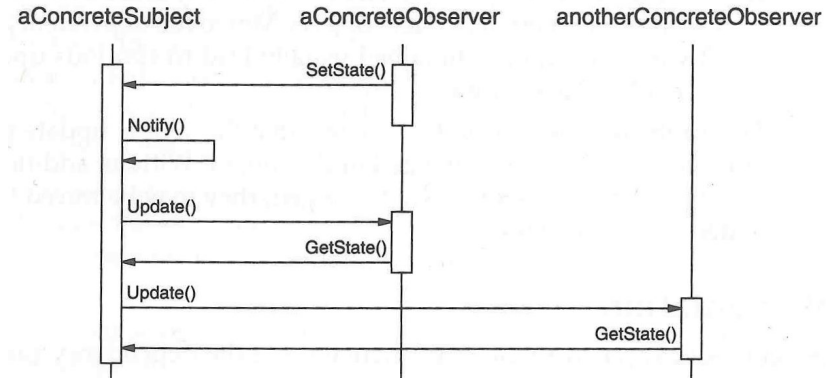 aConcreteSubject aConcreteObserver anotherConcreteObserver
SetState()
Notify()
Update()
GetState()
Update()
GetState()